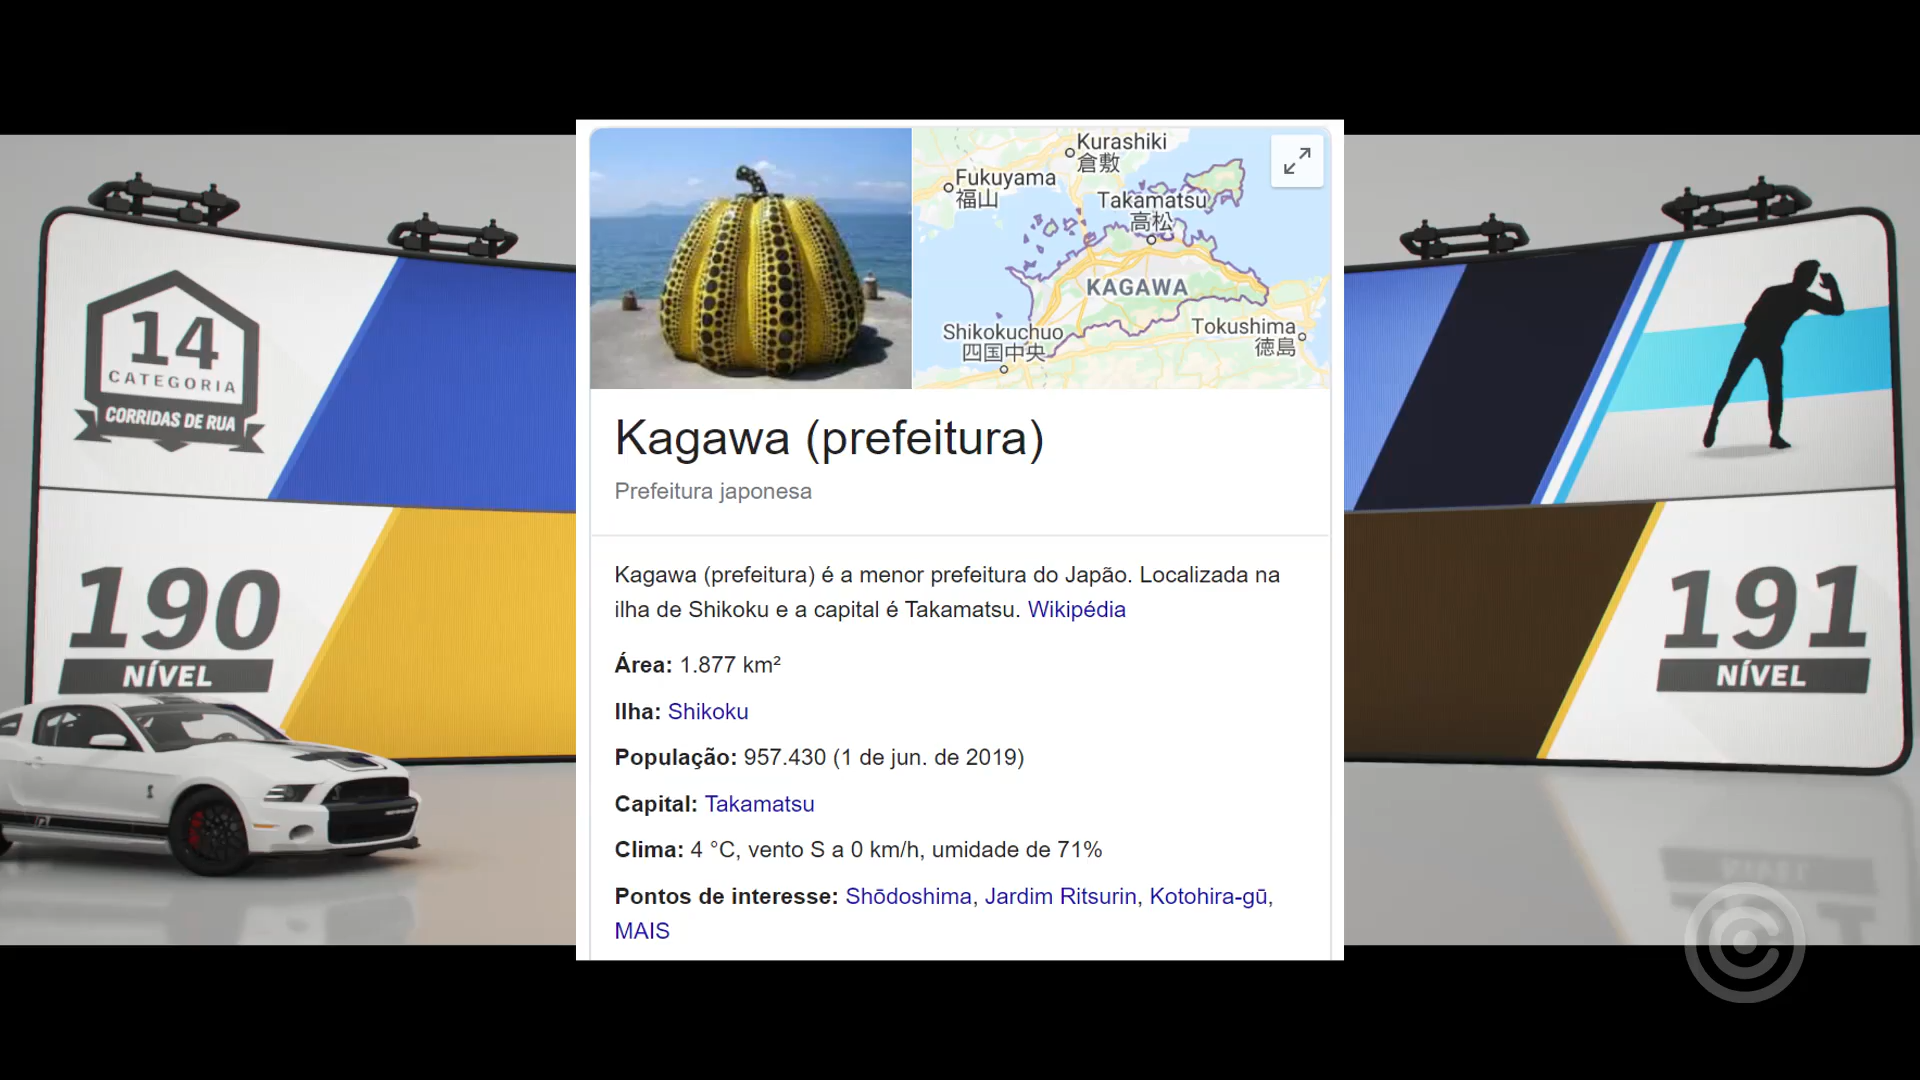 14
CATEGORIA
CORRIDAS DE RUA
190
NÍVEL
Kurashiki
倉敷
Fukuyama
福山
Takamatsu
高松
KAGAWA
Shikokuchuo
四国中央
Tokushima
徳島
Kagawa (prefeitura)
Prefeitura japonesa
Kagawa (prefeitura) é a menor prefeitura do Japão. Localizada na
ilha de Shikoku e a capital é Takamatsu. Wikipédia
Área: 1.877 km²
Ilha: Shikoku
População: 957.430 (1 de jun. de 2019)
Capital: Takamatsu
Clima: 4 °C, vento S a 0 km/h, umidade de 71%
Pontos de interesse: Shōdoshima, Jardim Ritsurin, Kotohira-gū,
MAIS
191
NÍVEL